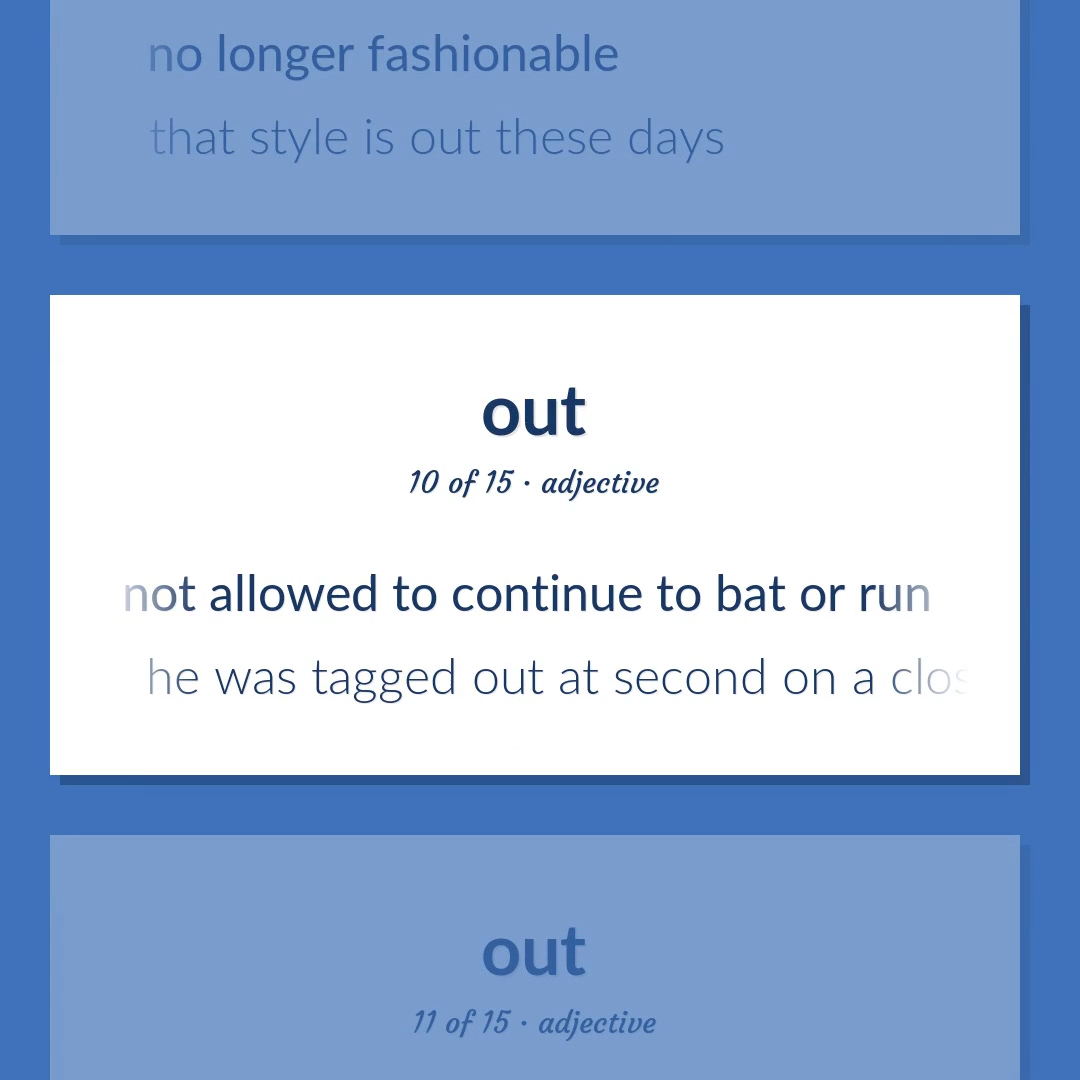 no longer fashionable
that style is out these days
out
10 of 15 · adjective
not allowed to continue to bat or run
he was tagged out at second on a
out
11 of 15 · adjective